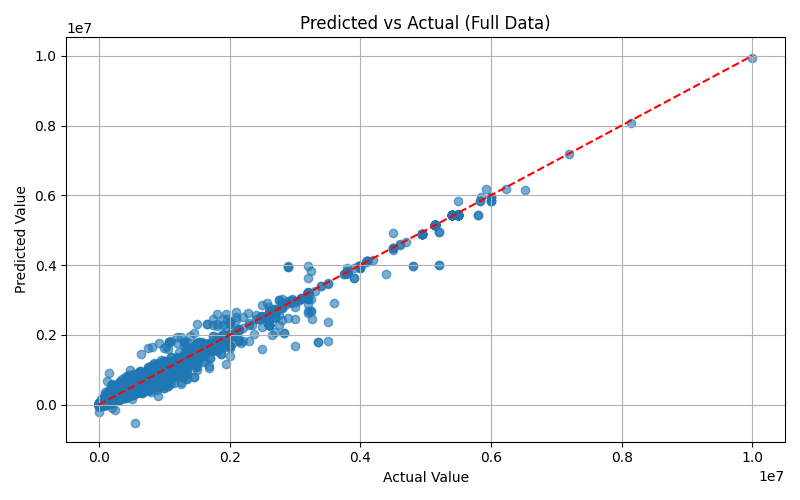 Predicted vs Actual (Full Data)
1e7
1.0
0.8
0.6
0.4
0.2
0.0
Predicted Value
0.0 0.2 0.4 0.6 0.8 1.0
1e7
Actual Value